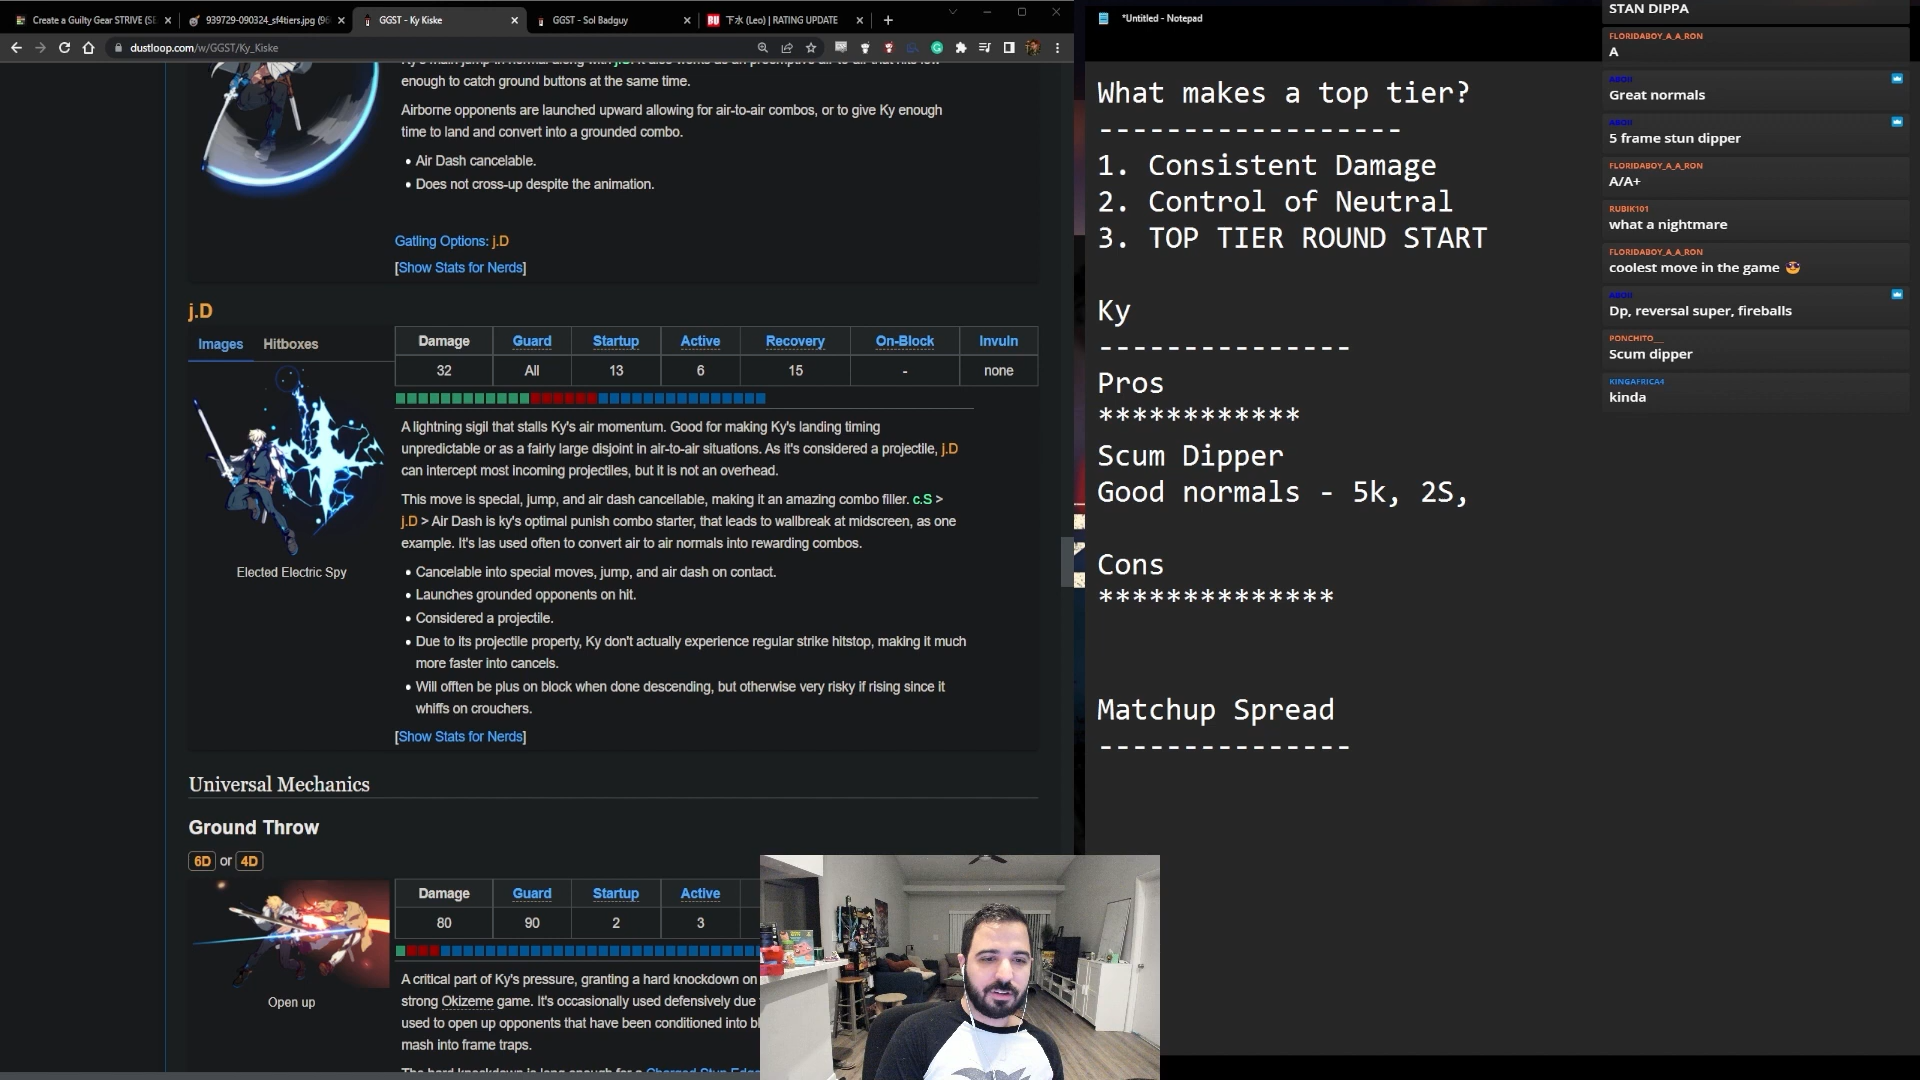 Create a Guilty Gear STRIVE (SE
939729-090324_sf4tiers.jpg (96
GGST - Ky Kiske
GGST - Sol Badguy
BU 下水 (Leo) | RATING UPDATE
dustloop.com/w/GGST/Ky_Kiske
enough to catch ground buttons at the same time.
Airborne opponents are launched upward allowing for air-to-air combos, or to give Ky enough
time to land and convert into a grounded combo.
• Air Dash cancelable.
• Does not cross-up despite the animation.
Gatling Options: j.D
[Show Stats for Nerds]
j.D
Images Hitboxes
Damage Guard Startup Active Recovery On-Block Invuln
32 All 13 6 15 - none
A lightning sigil that stalls Ky's air momentum. Good for making Ky's landing timing
unpredictable or as a fairly large disjoint in air-to-air situations. As it's considered a projectile, j.D
can intercept most incoming projectiles, but it is not an overhead.
This move is special, jump, and air dash cancellable, making it an amazing combo filler. c.S >
j.D > Air Dash is ky's optimal punish combo starter, that leads to wallbreak at midscreen, as one
example. It's las used often to convert air to air normals into rewarding combos.
• Cancelable into special moves, jump, and air dash on contact.
• Launches grounded opponents on hit.
• Considered a projectile.
• Due to its projectile property, Ky don't actually experience regular strike hitstop, making it much
more faster into cancels.
• Will offten be plus on block when done descending, but otherwise very risky if rising since it
whiffs on crouchers.
[Show Stats for Nerds]
Elected Electric Spy
Universal Mechanics
Ground Throw
6D or 4D
Damage Guard Startup Active
80 90 2 3
A critical part of Ky's pressure, granting a hard knockdown on
strong Okizeme game. It's occasionally used defensively due
used to open up opponents that have been conditioned into bl
mash into frame traps.
Open up
*Untitled - Notepad
What makes a top tier?
------------------
1. Consistent Damage
2. Control of Neutral
3. TOP TIER ROUND START
Ky
---------------
Pros
************
Scum Dipper
Good normals - 5k, 2S,
Cons
**************
Matchup Spread
---------------
STAN DIPPA
FLORIDABOY_A_A_RON
A
Great normals
5 frame stun dipper
FLORIDABOY_A_A_RON
A/A+
RUBIK101
what a nightmare
FLORIDABOY_A_A_RON
coolest move in the game
Dp, reversal super, fireballs
PONCHITO__
Scum dipper
KINGAFRICA4
kinda